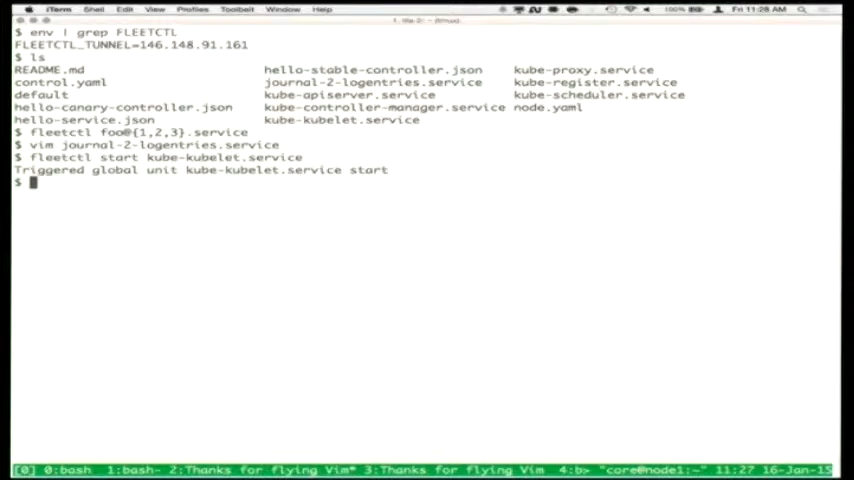 iTerm Shell Edit View Profiles Toolbelt Window Help 100% Fri 11:28 AM
$ env | grep FLEETCTL
FLEETCTL_TUNNEL=146.148.91.161
$ ls
README.md hello-stable-controller.json kube-proxy.service
control.yaml journal-2-logentries.service kube-register.service
default kube-apiserver.service kube-scheduler.service
hello-canary-controller.json kube-controller-manager.service node.yaml
hello-service.json kube-kubelet.service
$ fleetctl foo@{1,2,3}.service
$ vim journal-2-logentries.service
$ fleetctl start kube-kubelet.service
Triggered global unit kube-kubelet.service start
$
[0] 0:bash 1:bash- 2:Thanks for flying Vim* 3:Thanks for flying Vim 4:b> "core@node1:~" 11:27 16-Jan-15